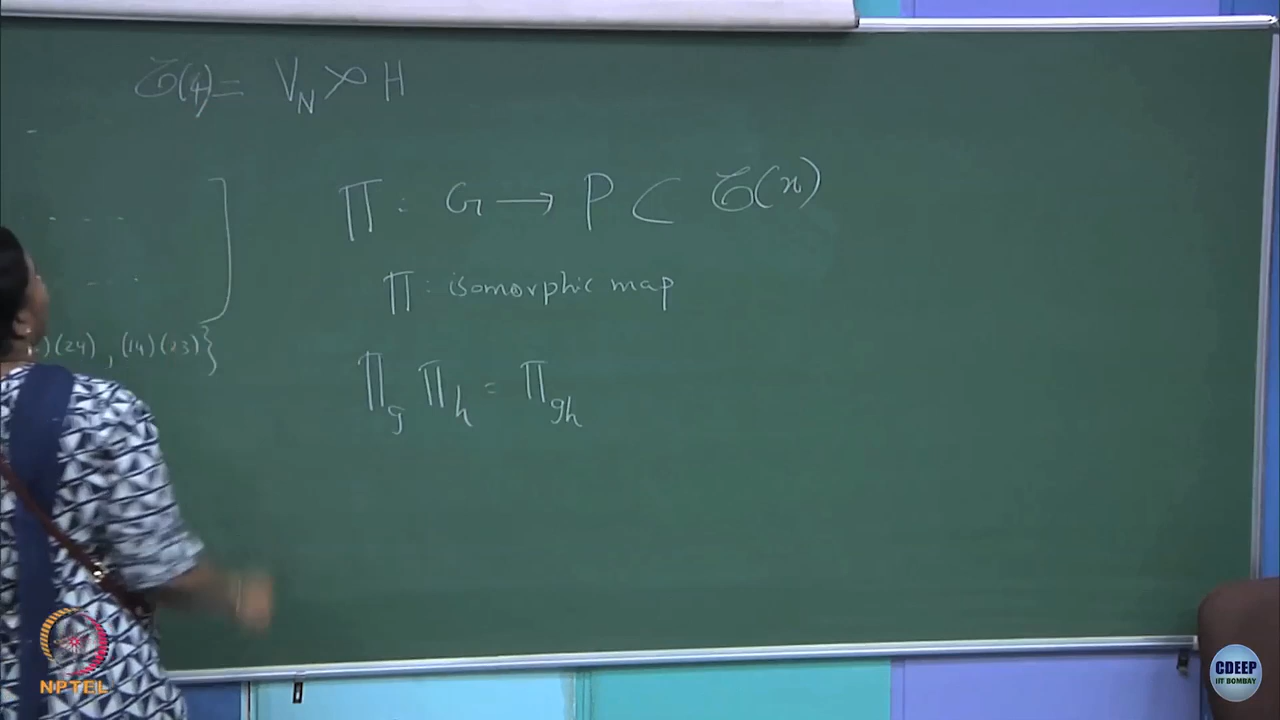 𝒢(4) = V_N ⋊ H
Π : G → P ⊂ 𝒢(n)
Π : isomorphic map
)(24) , (14)(23)}
Π_g Π_h = Π_gh
NPTEL
CDEEP
IIT BOMBAY